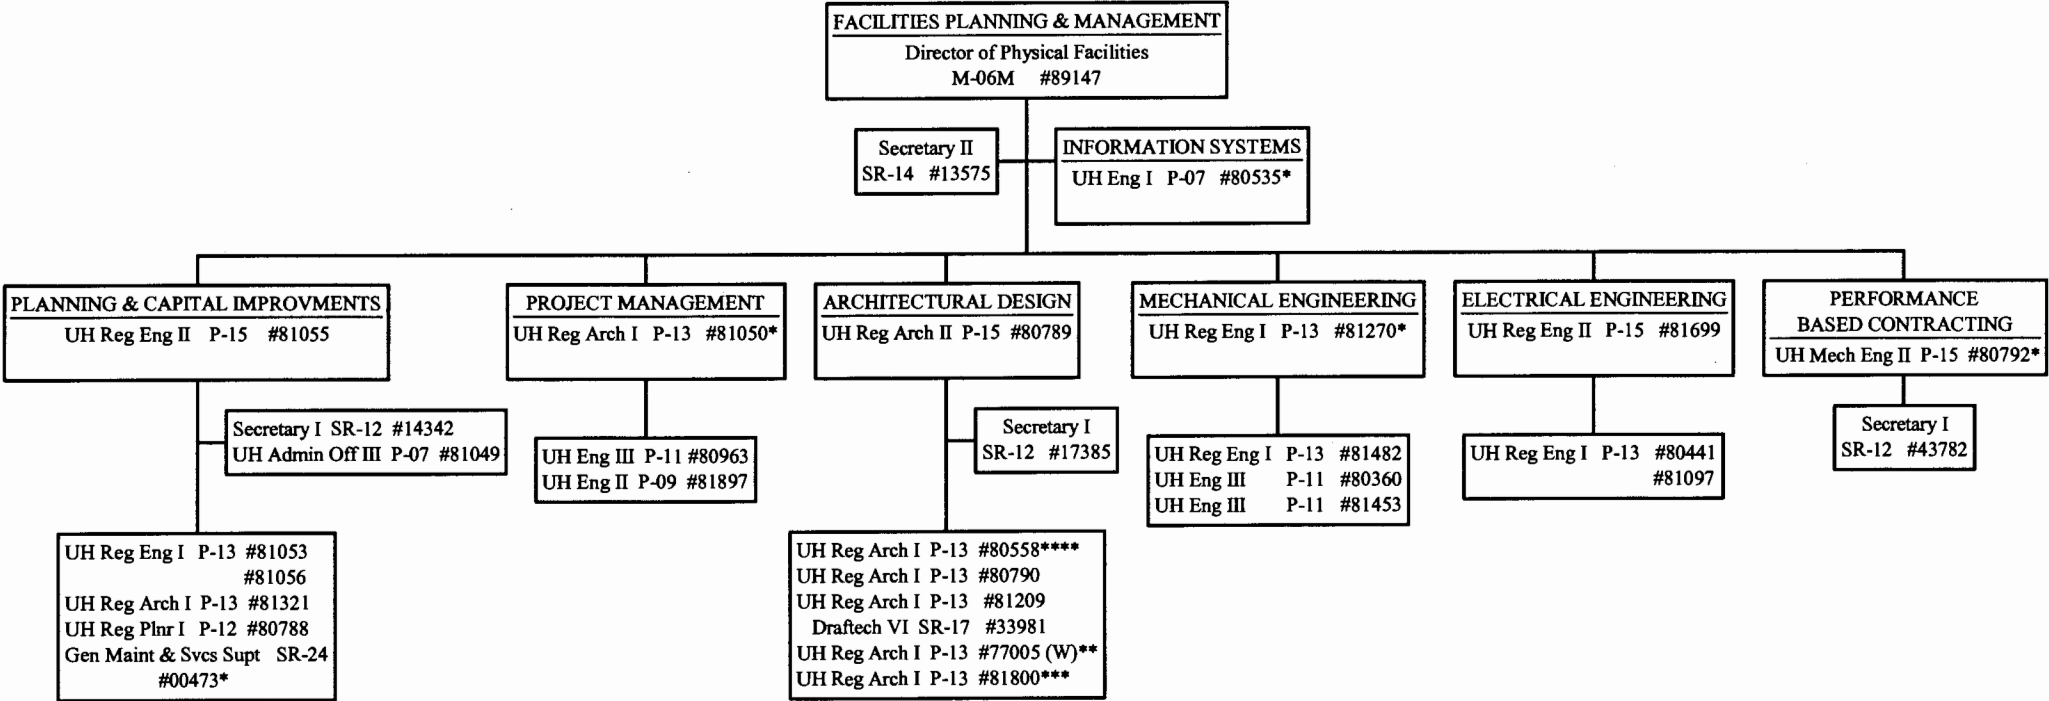 FACILITIES PLANNING & MANAGEMENT
Director of Physical Facilities
M-06M #89147
Secretary II
SR-14 #13575
INFORMATION SYSTEMS
UH Eng I P-07 #80535*
PLANNING & CAPITAL IMPROVMENTS
UH Reg Eng II P-15 #81055
PROJECT MANAGEMENT
UH Reg Arch I P-13 #81050*
ARCHITECTURAL DESIGN
UH Reg Arch II P-15 #80789
MECHANICAL ENGINEERING
UH Reg Eng I P-13 #81270*
ELECTRICAL ENGINEERING
UH Reg Eng II P-15 #81699
PERFORMANCE
BASED CONTRACTING
UH Mech Eng II P-15 #80792*
Secretary I SR-12 #14342
UH Admin Off III P-07 #81049
UH Eng III P-11 #80963
UH Eng II P-09 #81897
Secretary I
SR-12 #17385
UH Reg Eng I P-13 #81482
UH Eng III P-11 #80360
UH Eng III P-11 #81453
UH Reg Eng I P-13 #80441
#81097
Secretary I
SR-12 #43782
UH Reg Eng I P-13 #81053
#81056
UH Reg Arch I P-13 #81321
UH Reg Plnr I P-12 #80788
Gen Maint & Svcs Supt SR-24
#00473*
UH Reg Arch I P-13 #80558****
UH Reg Arch I P-13 #80790
UH Reg Arch I P-13 #81209
Draftech VI SR-17 #33981
UH Reg Arch I P-13 #77005 (W)**
UH Reg Arch I P-13 #81800***